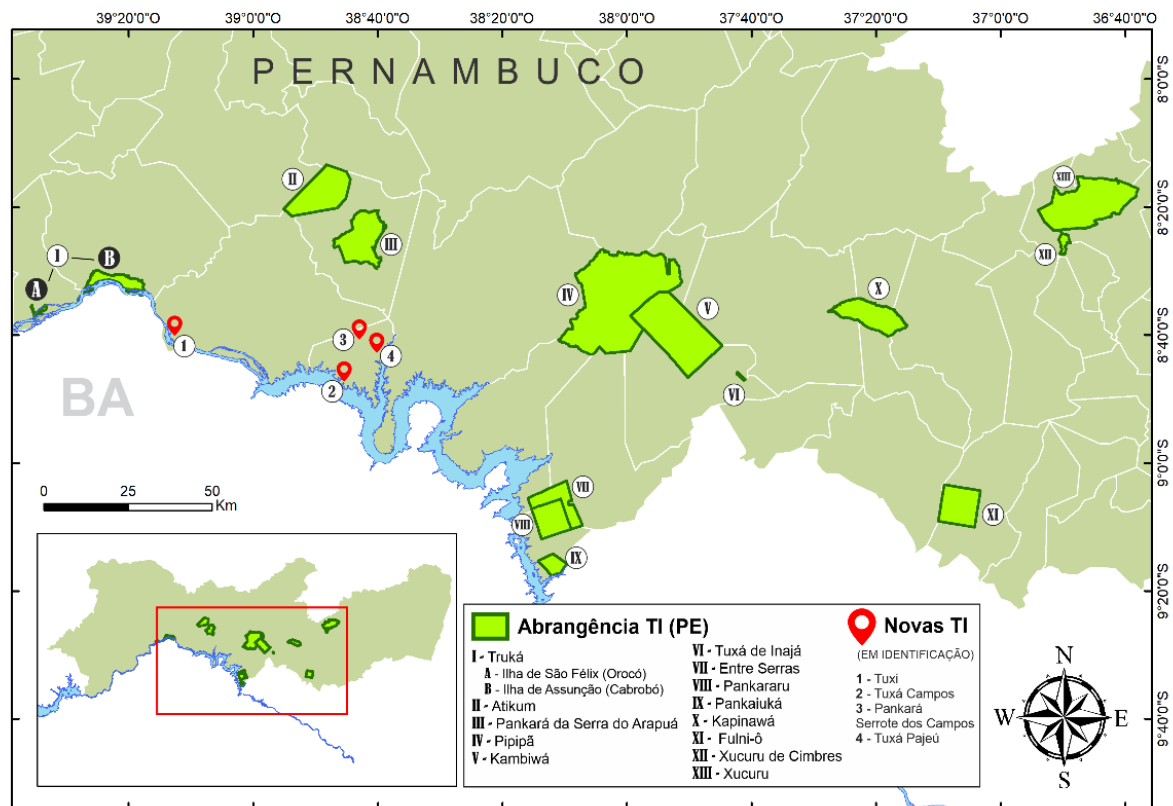 39°20'0"O 39°0'0"O 38°40'0"O 38°20'0"O 38°0'0"O 37°40'0"O 37°20'0"O 37°0'0"O 36°40'0"O
PERNAMBUCO
8°0'0"S
8°20'0"S
8°40'0"S
9°0'0"S
9°20'0"S
9°40'0"S
II
XIII
III
XII
I
B
A
X
IV
V
1
3
4
2
VI
BA
VII
VIII
XI
IX
0 25 50
Km
Abrangência TI (PE)
I - Truká
A - Ilha de São Félix (Orocó)
B - Ilha de Assunção (Cabrobó)
II - Atikum
III - Pankará da Serra do Arapuá
IV - Pipipã
V - Kambiwá
VI - Tuxá de Inajá
VII - Entre Serras
VIII - Pankararu
IX - Pankaiuká
X - Kapinawá
XI - Fulni-ô
XII - Xucuru de Cimbres
XIII - Xucuru
Novas TI
(EM IDENTIFICAÇÃO)
1 - Tuxi
2 - Tuxá Campos
3 - Pankará
Serrote dos Campos
4 - Tuxá Pajeú
N
W E
S